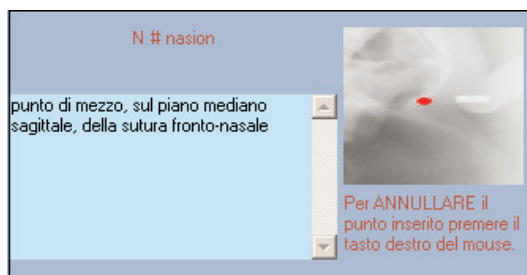 N # nasion
punto di mezzo, sul piano mediano
sagittale, della sutura fronto-nasale
Per ANNULLARE il
punto inserito premere il
tasto destro del mouse.